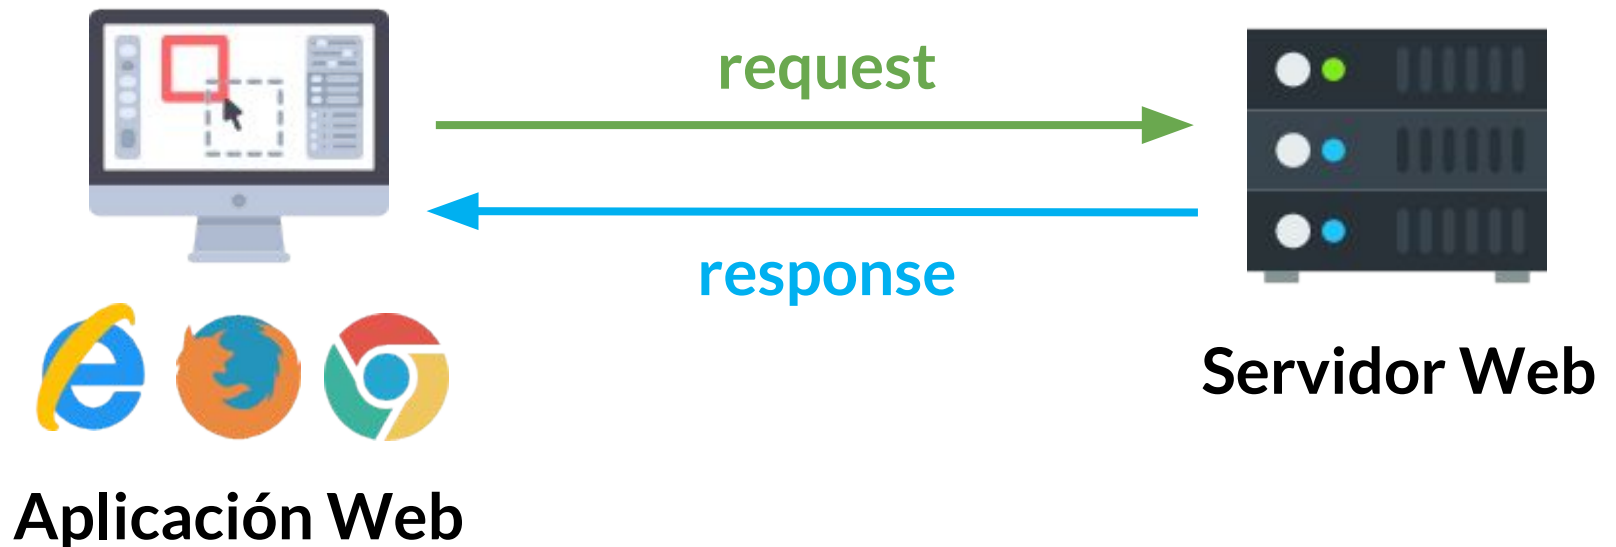 request
response
Servidor Web
Aplicación Web